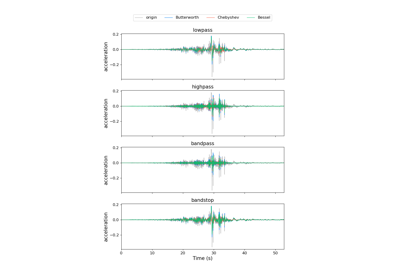 origin Butterworth Chebyshev Bessel
lowpass
0.2
0.0
−0.2
acceleration
highpass
0.2
0.0
−0.2
acceleration
bandpass
0.2
0.0
−0.2
acceleration
bandstop
0.2
0.0
−0.2
acceleration
0 10 20 30 40 50
Time (s)